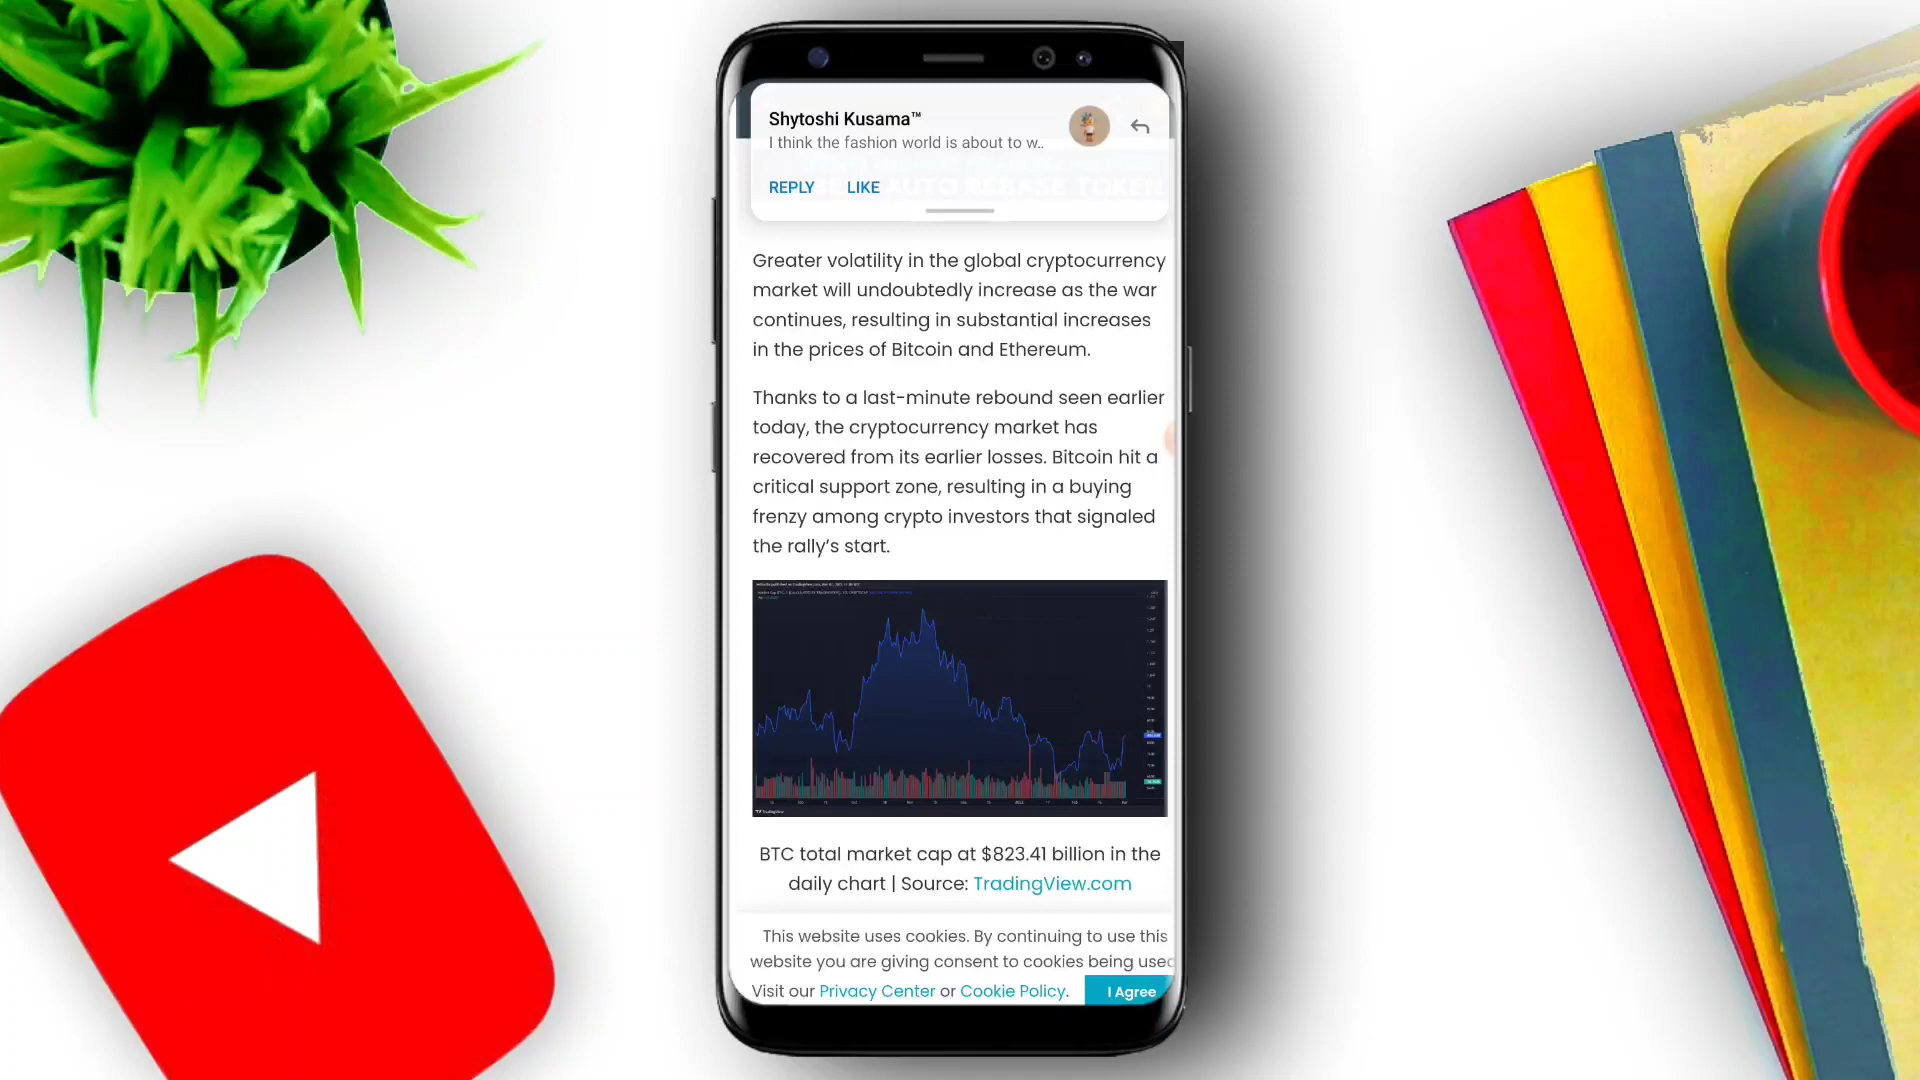 Shytoshi Kusama™
I think the fashion world is about to w..
REPLY LIKE
AUTO REBASE TOKEN
Greater volatility in the global cryptocurrency
market will undoubtedly increase as the war
continues, resulting in substantial increases
in the prices of Bitcoin and Ethereum.
Thanks to a last-minute rebound seen earlier
today, the cryptocurrency market has
recovered from its earlier losses. Bitcoin hit a
critical support zone, resulting in a buying
frenzy among crypto investors that signaled
the rally’s start.
TradingView
BTC total market cap at $823.41 billion in the
daily chart | Source: TradingView.com
This website uses cookies. By continuing to use this
website you are giving consent to cookies being used
Visit our Privacy Center or Cookie Policy.
I Agree